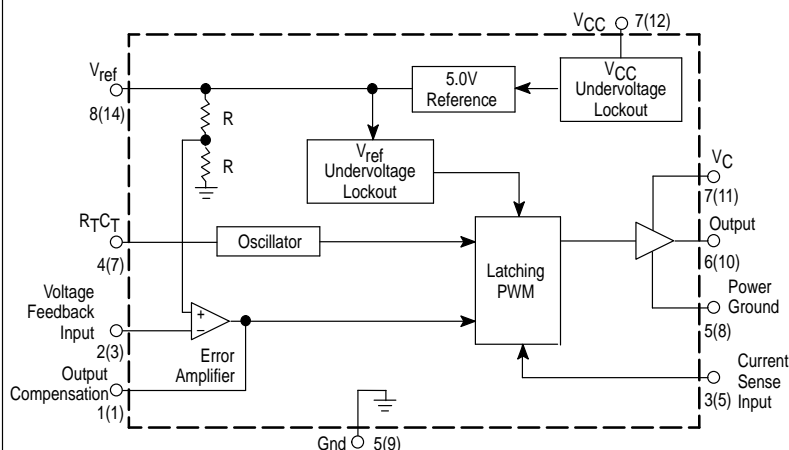 VCC 7(12)
Vref
8(14)
R
R
5.0V
Reference
VCC
Undervoltage
Lockout
Vref
Undervoltage
Lockout
VC
7(11)
RTCT
4(7)
Oscillator
Latching
PWM
Output
6(10)
Voltage
Feedback
Input
2(3)
+
−
Error
Amplifier
Power
Ground
5(8)
Output
Compensation
1(1)
Current
Sense
Input
3(5)
Gnd 5(9)